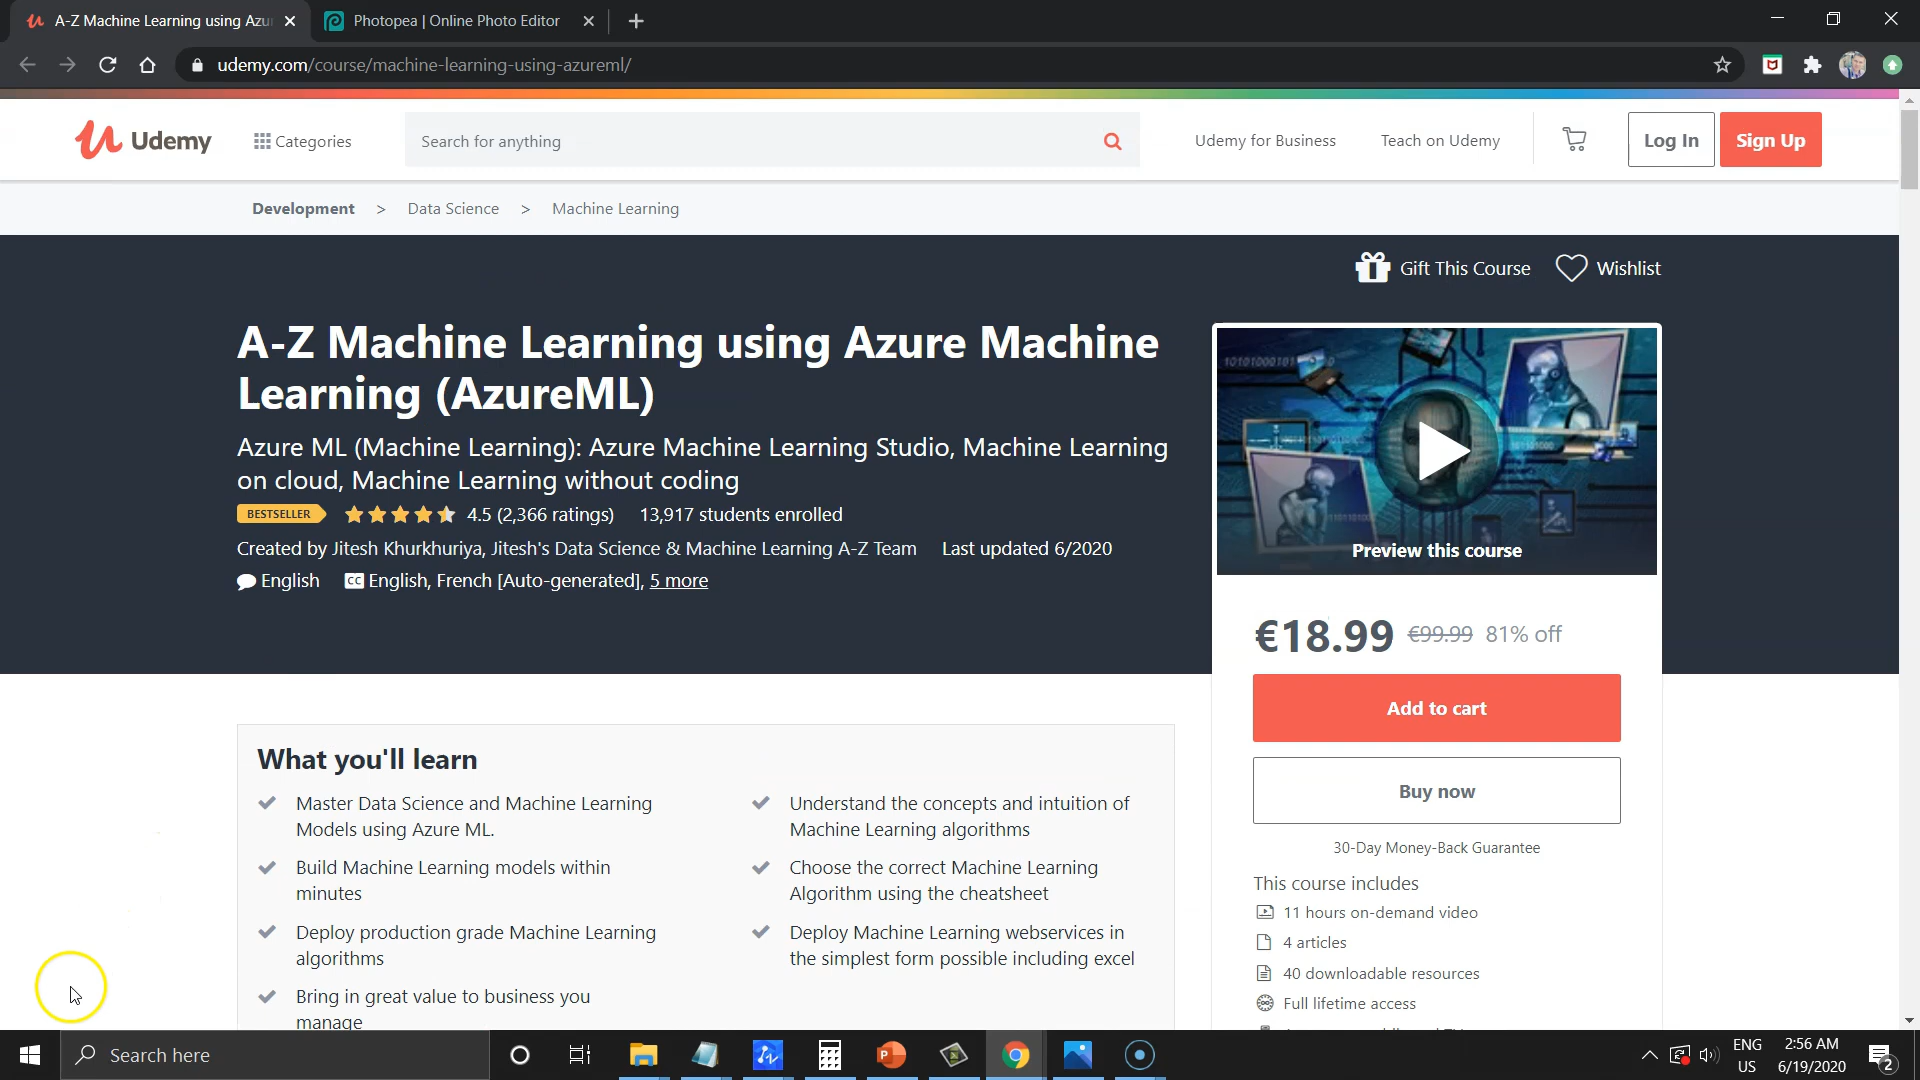 A-Z Machine Learning using Azu
Photopea | Online Photo Editor
udemy.com/course/machine-learning-using-azureml/
Udemy
Categories
Search for anything
Udemy for Business
Teach on Udemy
Log In
Sign Up
Development > Data Science > Machine Learning
Gift This Course
Wishlist
A-Z Machine Learning using Azure Machine
Learning (AzureML)
Azure ML (Machine Learning): Azure Machine Learning Studio, Machine Learning
on cloud, Machine Learning without coding
BESTSELLER 4.5 (2,366 ratings) 13,917 students enrolled
Created by Jitesh Khurkhuriya, Jitesh's Data Science & Machine Learning A-Z Team Last updated 6/2020
English CC English, French [Auto-generated], 5 more
Preview this course
€18.99 €99.99 81% off
Add to cart
Buy now
30-Day Money-Back Guarantee
This course includes
11 hours on-demand video
4 articles
40 downloadable resources
Full lifetime access
What you'll learn
Master Data Science and Machine Learning
Models using Azure ML.
Build Machine Learning models within
minutes
Deploy production grade Machine Learning
algorithms
Bring in great value to business you
manage
Understand the concepts and intuition of
Machine Learning algorithms
Choose the correct Machine Learning
Algorithm using the cheatsheet
Deploy Machine Learning webservices in
the simplest form possible including excel
Search here
ENG
US
2:56 AM
6/19/2020
2